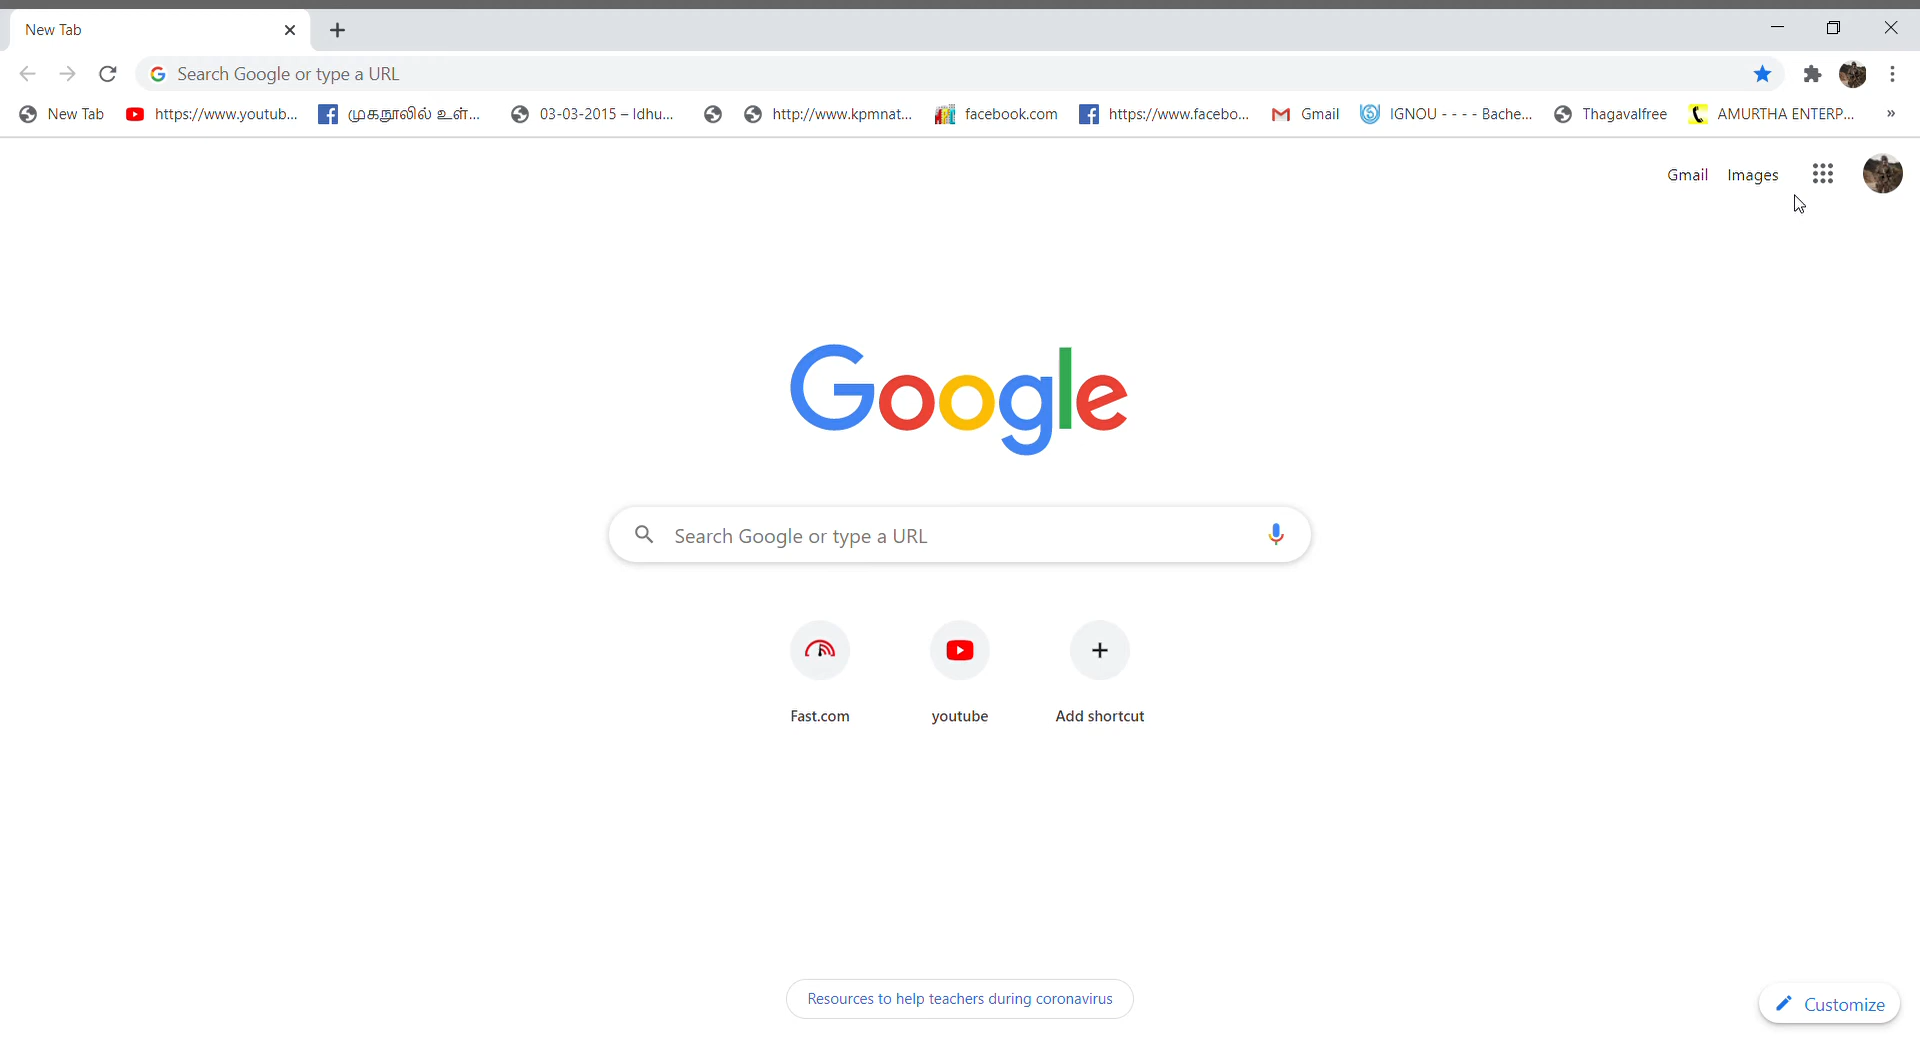 New Tab
Search Google or type a URL
New Tab https://www.youtub... முகநூலில் உள்... 03-03-2015 – Idhu... http://www.kpmnat... facebook.com https://www.facebo... Gmail IGNOU - - - - Bache... Thagavalfree AMURTHA ENTERP... »
Gmail Images
Google
Search Google or type a URL
Fast.com youtube Add shortcut
Resources to help teachers during coronavirus
Customize